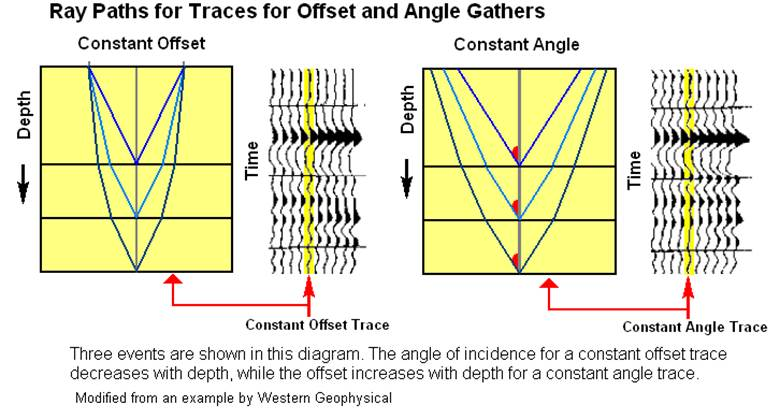 Ray Paths for Traces for Offset and Angle Gathers
Constant Offset
Constant Angle
Depth
Time
Depth
Time
Constant Offset Trace
Constant Angle Trace
Three events are shown in this diagram. The angle of incidence for a constant offset trace
decreases with depth, while the offset increases with depth for a constant angle trace.
Modified from an example by Western Geophysical